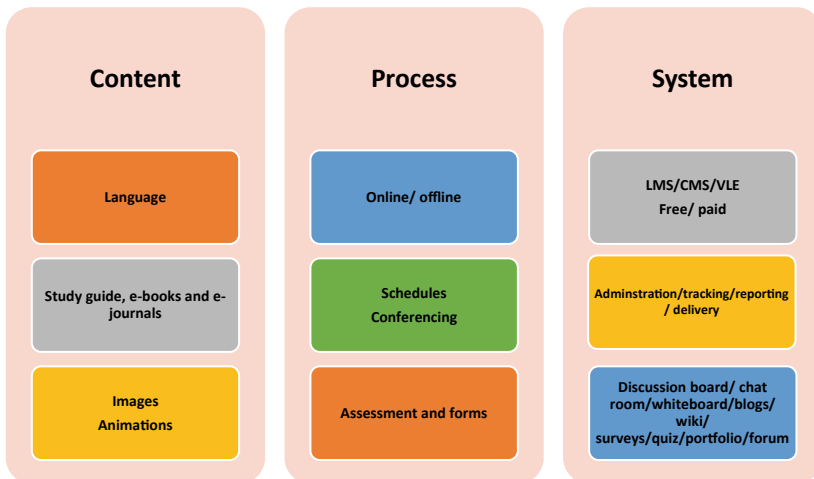 Content
Language
Study guide, e-books and e-
journals
Images
Animations
Process
Online/ offline
Schedules
Conferencing
Assessment and forms
System
LMS/CMS/VLE
Free/ paid
Adminstration/tracking/reporting
/ delivery
Discussion board/ chat
room/whiteboard/blogs/
wiki/
surveys/quiz/portfolio/forum